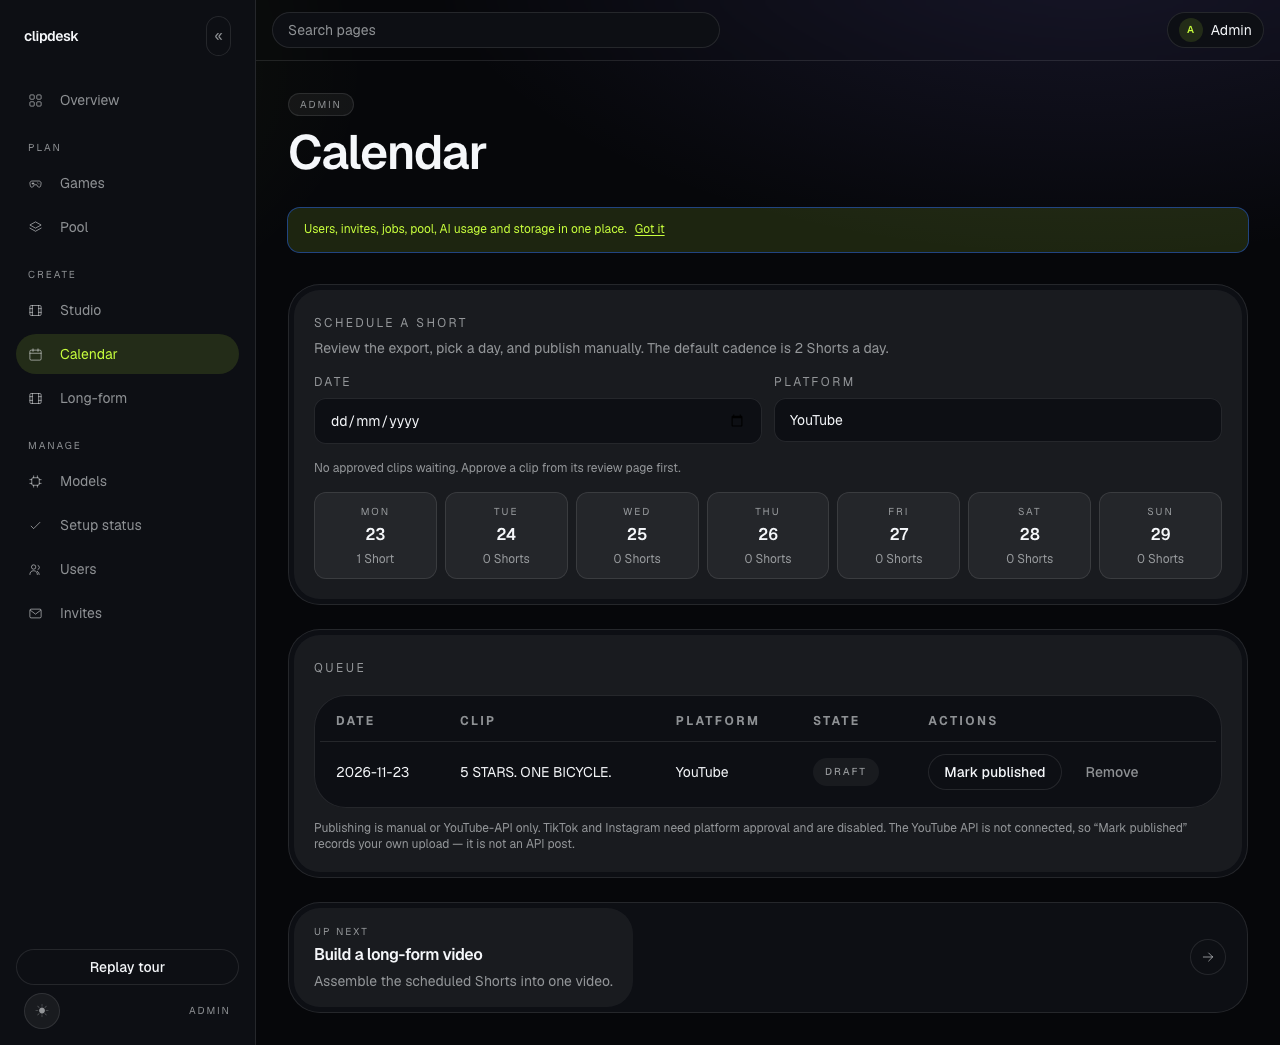 clipdesk
«
Search pages
A
Admin
Overview
PLAN
Games
Pool
CREATE
Studio
Calendar
Long-form
MANAGE
Models
Setup status
Users
Invites
Replay tour
ADMIN
ADMIN
Calendar
Users, invites, jobs, pool, AI usage and storage in one place. Got it
SCHEDULE A SHORT
Review the export, pick a day, and publish manually. The default cadence is 2 Shorts a day.
DATE PLATFORM
dd/mm/yyyy YouTube
No approved clips waiting. Approve a clip from its review page first.
MON TUE WED THU FRI SAT SUN
23 24 25 26 27 28 29
1 Short 0 Shorts 0 Shorts 0 Shorts 0 Shorts 0 Shorts 0 Shorts
QUEUE
DATE CLIP PLATFORM STATE ACTIONS
2026-11-23 5 STARS. ONE BICYCLE. YouTube DRAFT Mark published Remove
Publishing is manual or YouTube-API only. TikTok and Instagram need platform approval and are disabled. The YouTube API is not connected, so “Mark published”
records your own upload — it is not an API post.
UP NEXT
Build a long-form video
Assemble the scheduled Shorts into one video.